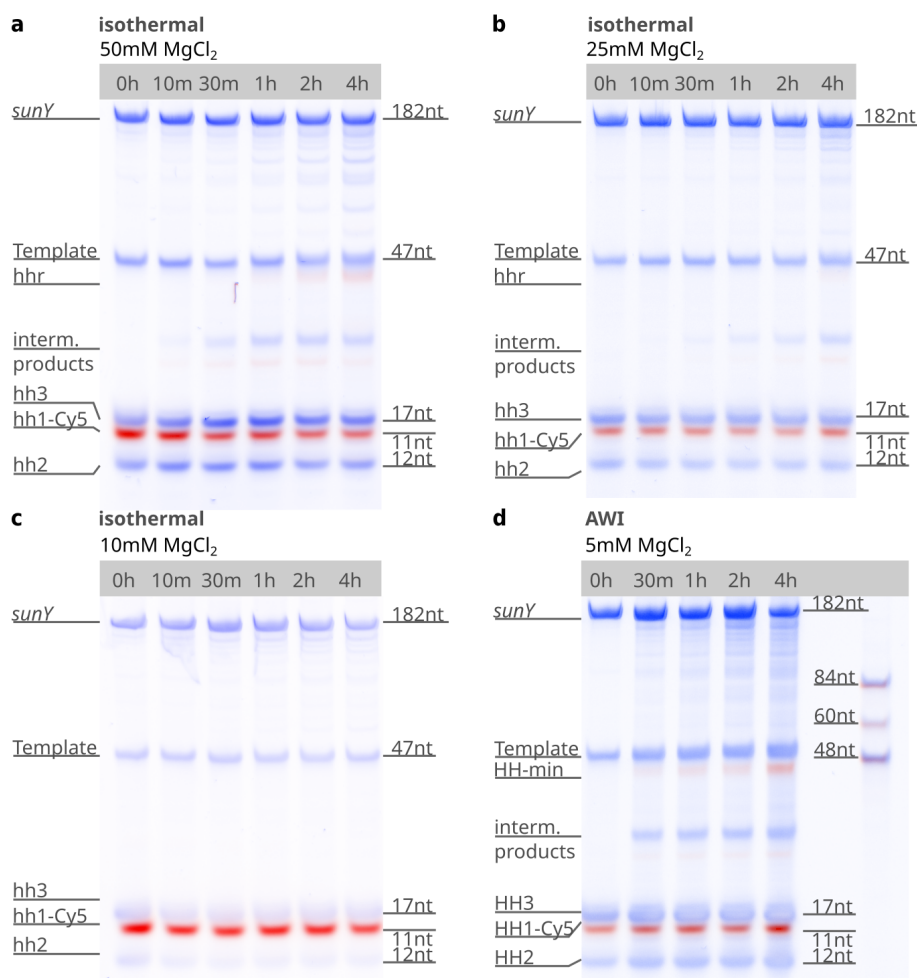 a isothermal
50mM MgCl₂
0h 10m 30m 1h 2h 4h
sunY 182nt
Template 47nt
hhr
interm.
products
hh3
hh1-Cy5 17nt
11nt
hh2 12nt
b isothermal
25mM MgCl₂
0h 10m 30m 1h 2h 4h
sunY 182nt
Template 47nt
hhr
interm.
products
hh3 17nt
hh1-Cy5 11nt
hh2 12nt
c isothermal
10mM MgCl₂
0h 10m 30m 1h 2h 4h
sunY 182nt
Template 47nt
hh3
hh1-Cy5 17nt
11nt
hh2 12nt
d AWI
5mM MgCl₂
0h 30m 1h 2h 4h
sunY 182nt
84nt
60nt
Template 48nt
HH-min
interm.
products
HH3 17nt
HH1-Cy5 11nt
HH2 12nt